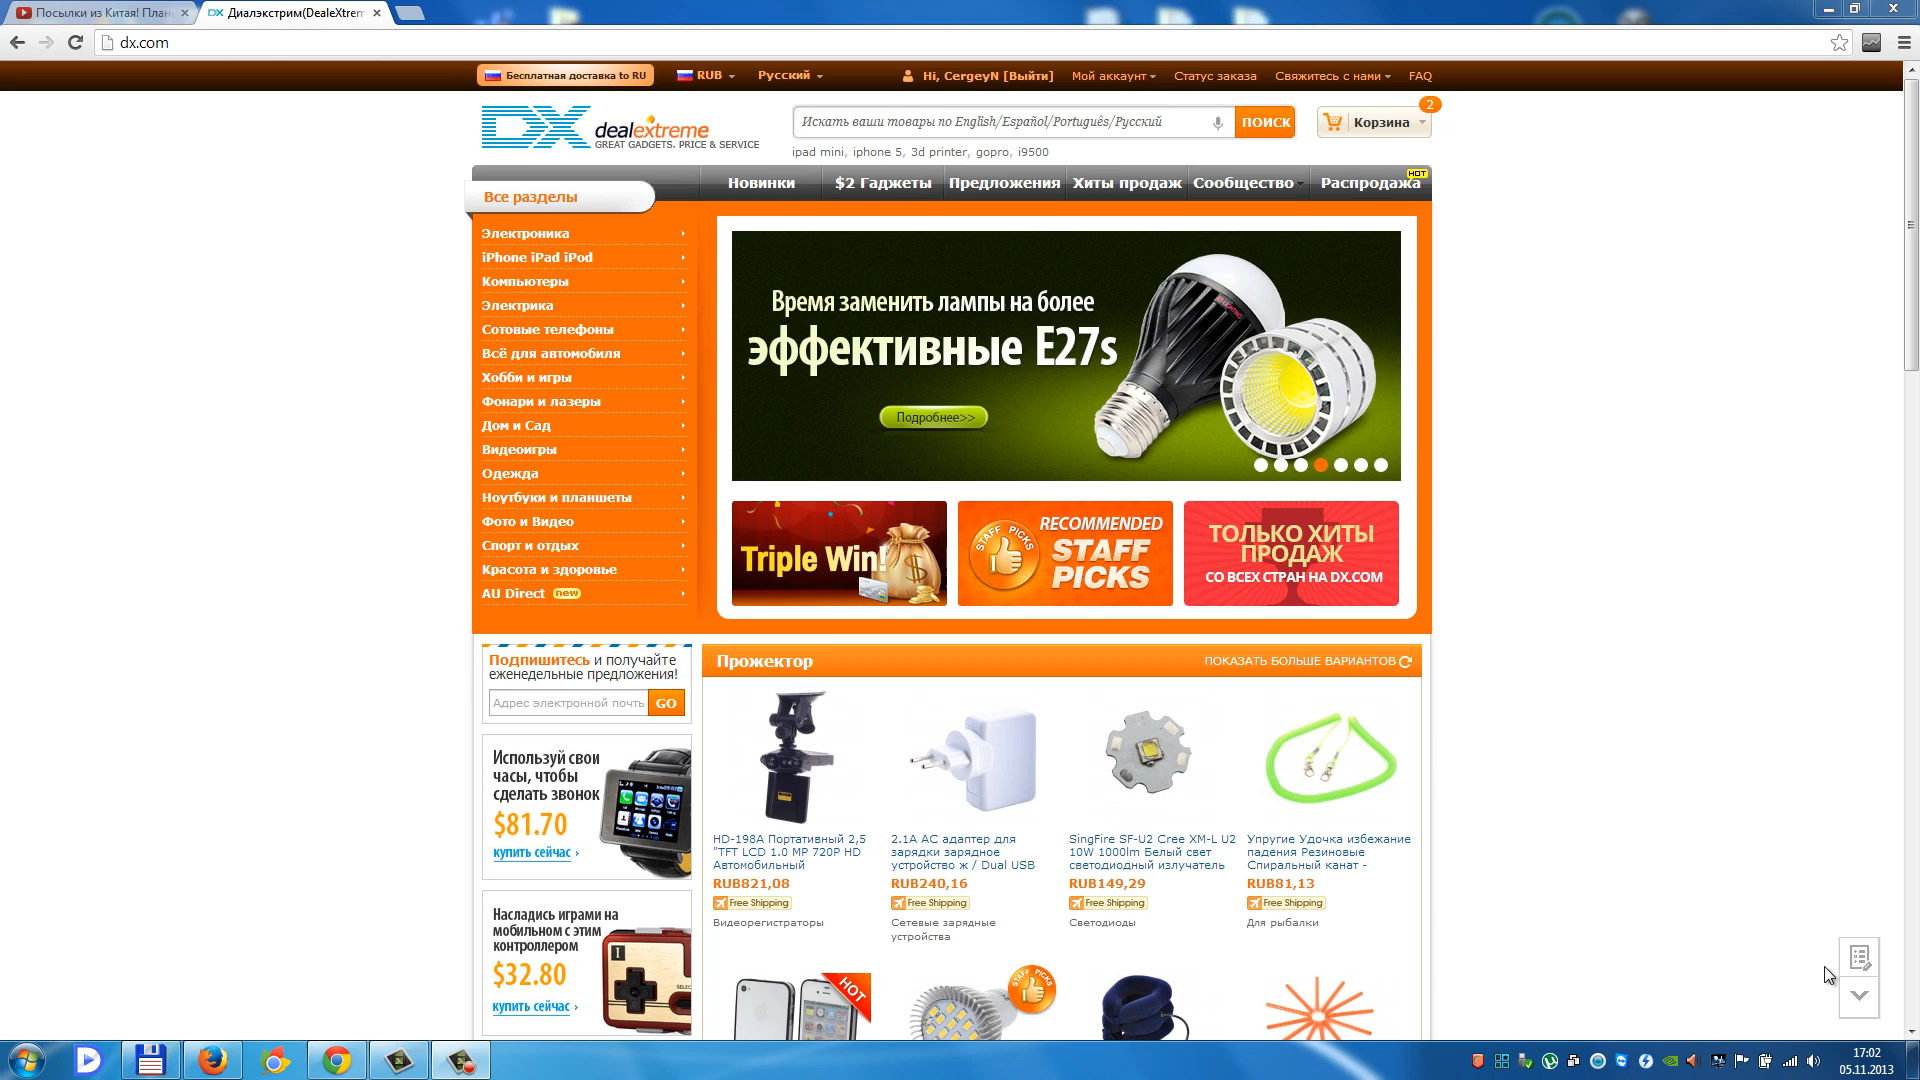 Посылки из Китая! План
Диалэкстрим(DealeXtrem
dx.com
Бесплатная доставка to RU
RUB
Русский
Hi, CergeyN [Выйти]
Мой аккаунт
Статус заказа
Свяжитесь с нами
FAQ
DX
dealextreme
GREAT GADGETS. PRICE & SERVICE
Искать ваши товары по English/Español/Português/Русский
ПОИСК
Корзина
2
ipad mini, iphone 5, 3d printer, gopro, i9500
Все разделы
Новинки
$2 Гаджеты
Предложения
Хиты продаж
Сообщество
Распродажа
HOT
Электроника
iPhone iPad iPod
Компьютеры
Электрика
Сотовые телефоны
Всё для автомобиля
Хобби и игры
Фонари и лазеры
Дом и Сад
Видеоигры
Одежда
Ноутбуки и планшеты
Фото и Видео
Спорт и отдых
Красота и здоровье
AU Direct new
Время заменить лампы на более
эффективные E27s
Подробнее>>
Triple Win!
STAFF PICKS
RECOMMENDED
STAFF
PICKS
ТОЛЬКО ХИТЫ
ПРОДАЖ
СО ВСЕХ СТРАН НА DX.COM
Подпишитесь и получайте
еженедельные предложения!
Адрес электронной почть
GO
Используй свои
часы, чтобы
сделать звонок
$81.70
купить сейчас ›
Насладись играми на
мобильном с этим
контроллером
$32.80
купить сейчас ›
I
Прожектор
ПОКАЗАТЬ БОЛЬШЕ ВАРИАНТОВ
HD-198A Портативный 2,5
"TFT LCD 1.0 MP 720P HD
Автомобильный
RUB821,08
Free Shipping
Видеорегистраторы
2.1A AC адаптер для
зарядки зарядное
устройство ж / Dual USB
RUB240,16
Free Shipping
Сетевые зарядные
устройства
SingFire SF-U2 Cree XM-L U2
10W 1000lm Белый свет
светодиодный излучатель
RUB149,29
Free Shipping
Светодиоды
Упругие Удочка избежание
падения Резиновые
Спиральный канат -
RUB81,13
Free Shipping
Для рыбалки
HOT
STAFF PICKS
17:02
05.11.2013